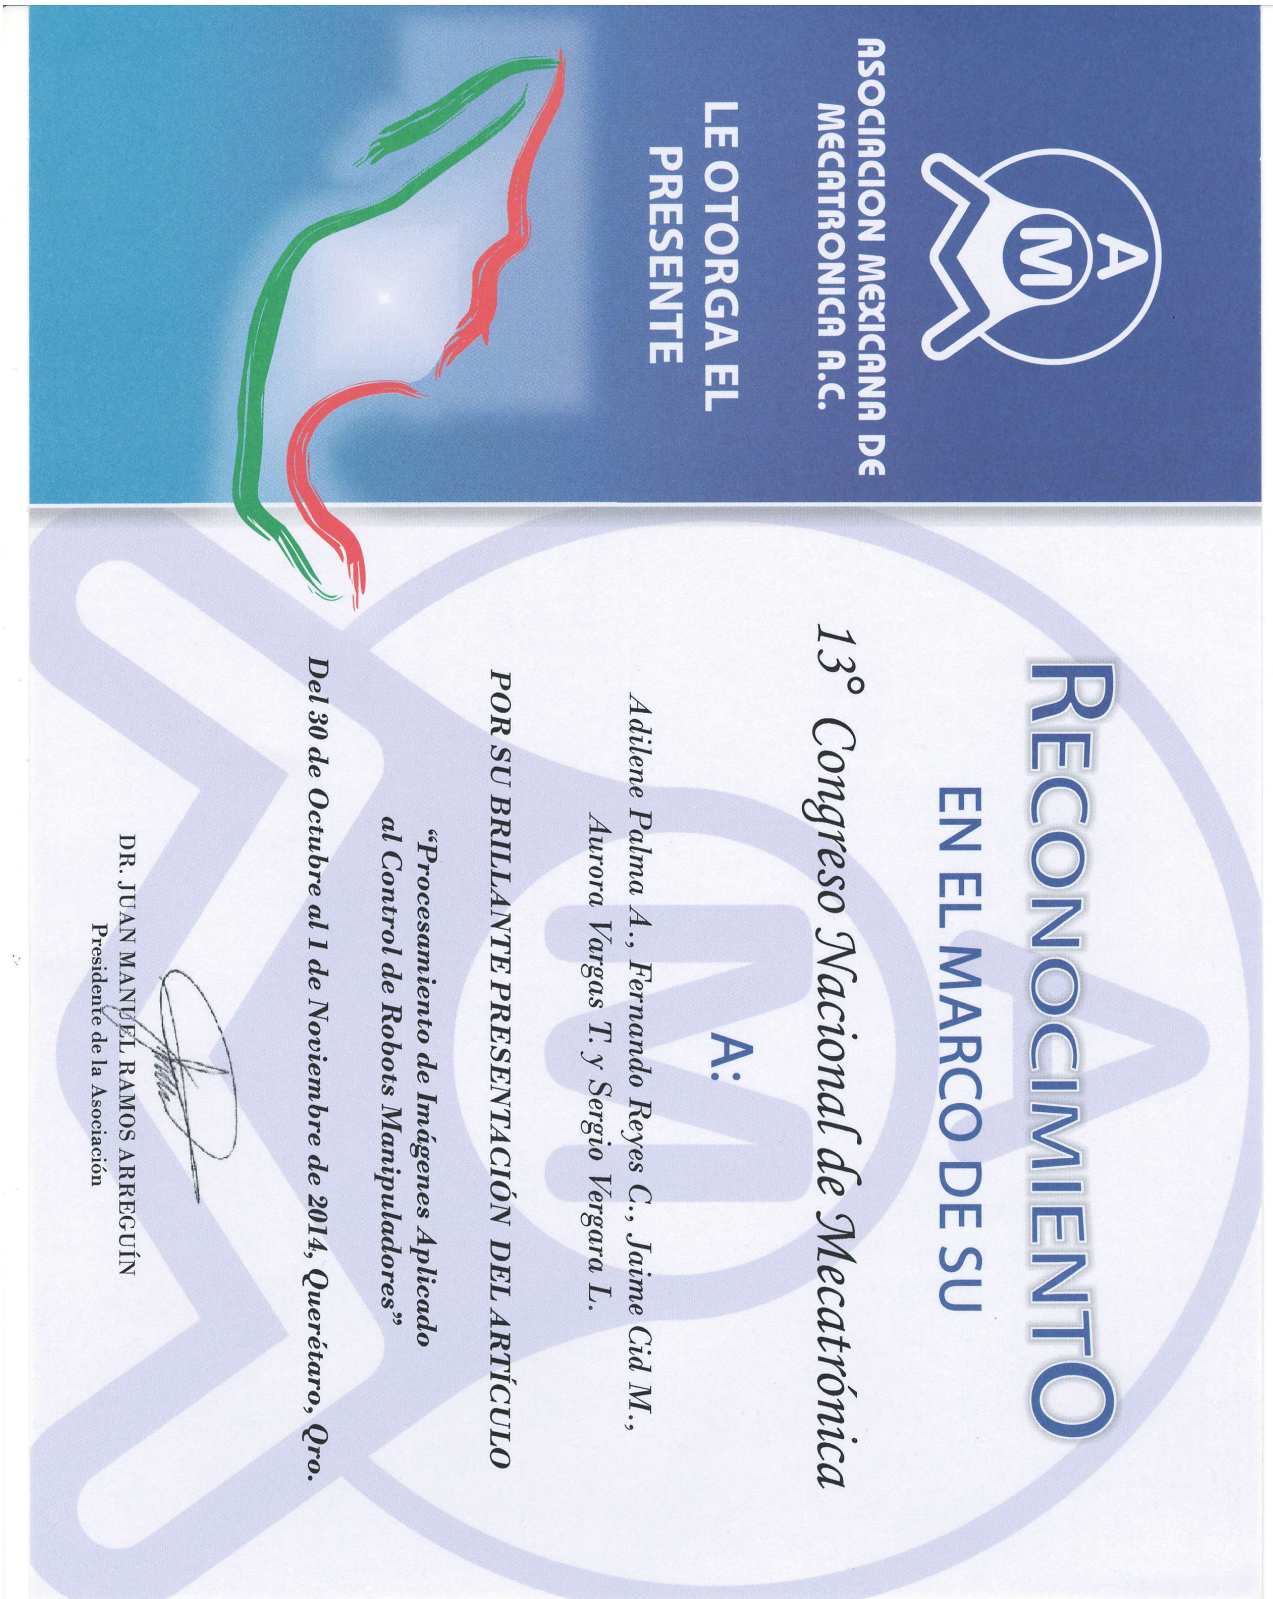 A
M
ASOCIACION MEXICANA DE
MECATRONICA A.C.
LE OTORGA EL
PRESENTE
RECONOCIMIENTO
EN EL MARCO DE SU
13° Congreso Nacional de Mecatrónica
A:
Adilene Palma A., Fernando Reyes C., Jaime Cid M.,
Aurora Vargas T. y Sergio Vergara L.
POR SU BRILLANTE PRESENTACIÓN DEL ARTÍCULO
“Procesamiento de Imágenes Aplicado
al Control de Robots Manipuladores”
Del 30 de Octubre al 1 de Noviembre de 2014, Querétaro, Qro.
DR. JUAN MANUEL RAMOS ARREGUÍN
Presidente de la Asociación